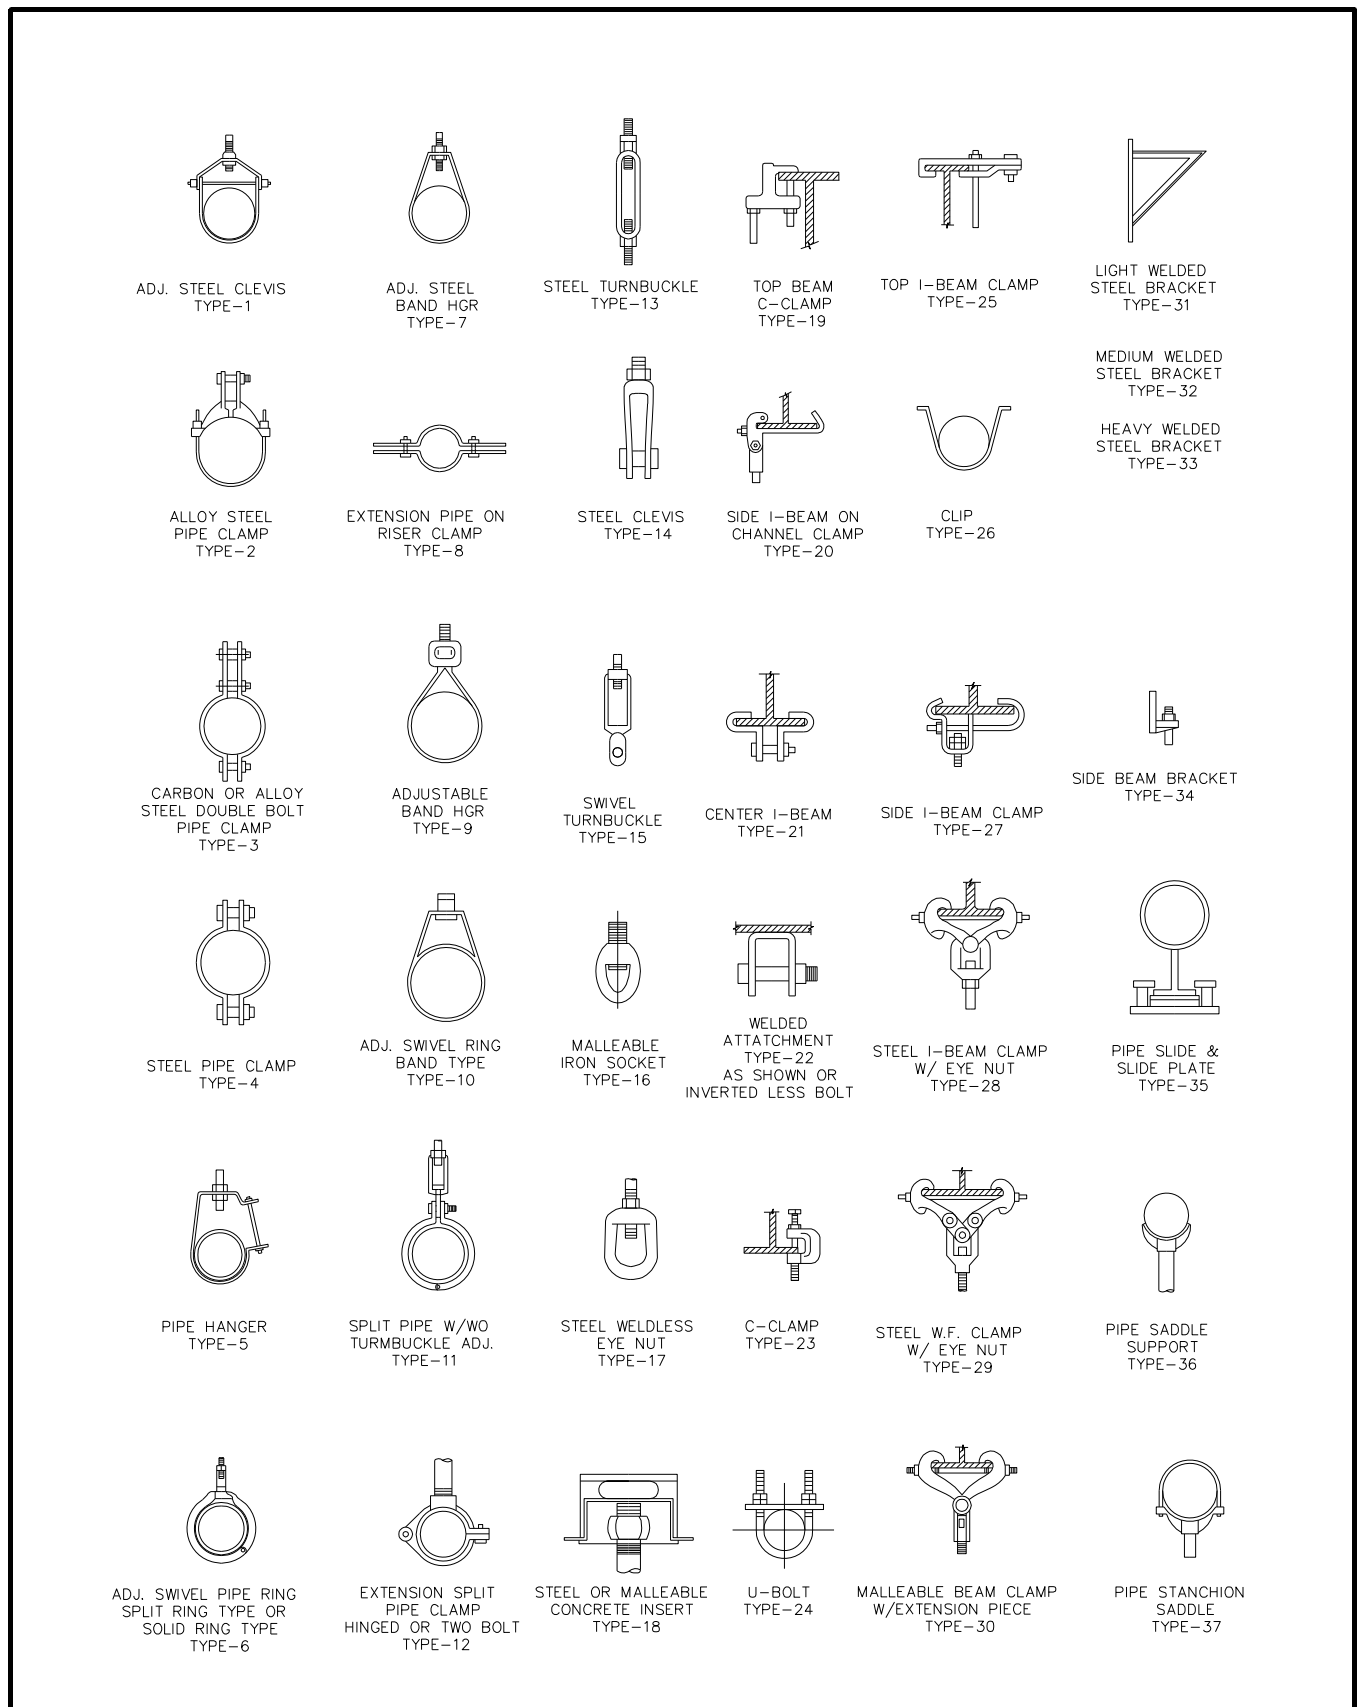 ADJ. STEEL CLEVIS
TYPE-1
ADJ. STEEL
BAND HGR
TYPE-7
STEEL TURNBUCKLE
TYPE-13
TOP BEAM
C-CLAMP
TYPE-19
TOP I-BEAM CLAMP
TYPE-25
LIGHT WELDED
STEEL BRACKET
TYPE-31
MEDIUM WELDED
STEEL BRACKET
TYPE-32
HEAVY WELDED
STEEL BRACKET
TYPE-33
ALLOY STEEL
PIPE CLAMP
TYPE-2
EXTENSION PIPE ON
RISER CLAMP
TYPE-8
STEEL CLEVIS
TYPE-14
SIDE I-BEAM ON
CHANNEL CLAMP
TYPE-20
CLIP
TYPE-26
CARBON OR ALLOY
STEEL DOUBLE BOLT
PIPE CLAMP
TYPE-3
ADJUSTABLE
BAND HGR
TYPE-9
SWIVEL
TURNBUCKLE
TYPE-15
CENTER I-BEAM
TYPE-21
SIDE I-BEAM CLAMP
TYPE-27
SIDE BEAM BRACKET
TYPE-34
STEEL PIPE CLAMP
TYPE-4
ADJ. SWIVEL RING
BAND TYPE
TYPE-10
MALLEABLE
IRON SOCKET
TYPE-16
WELDED
ATTATCHMENT
TYPE-22
AS SHOWN OR
INVERTED LESS BOLT
STEEL I-BEAM CLAMP
W/ EYE NUT
TYPE-28
PIPE SLIDE &
SLIDE PLATE
TYPE-35
PIPE HANGER
TYPE-5
SPLIT PIPE W/WO
TURMBUCKLE ADJ.
TYPE-11
STEEL WELDLESS
EYE NUT
TYPE-17
C-CLAMP
TYPE-23
STEEL W.F. CLAMP
W/ EYE NUT
TYPE-29
PIPE SADDLE
SUPPORT
TYPE-36
ADJ. SWIVEL PIPE RING
SPLIT RING TYPE OR
SOLID RING TYPE
TYPE-6
EXTENSION SPLIT
PIPE CLAMP
HINGED OR TWO BOLT
TYPE-12
STEEL OR MALLEABLE
CONCRETE INSERT
TYPE-18
U-BOLT
TYPE-24
MALLEABLE BEAM CLAMP
W/EXTENSION PIECE
TYPE-30
PIPE STANCHION
SADDLE
TYPE-37